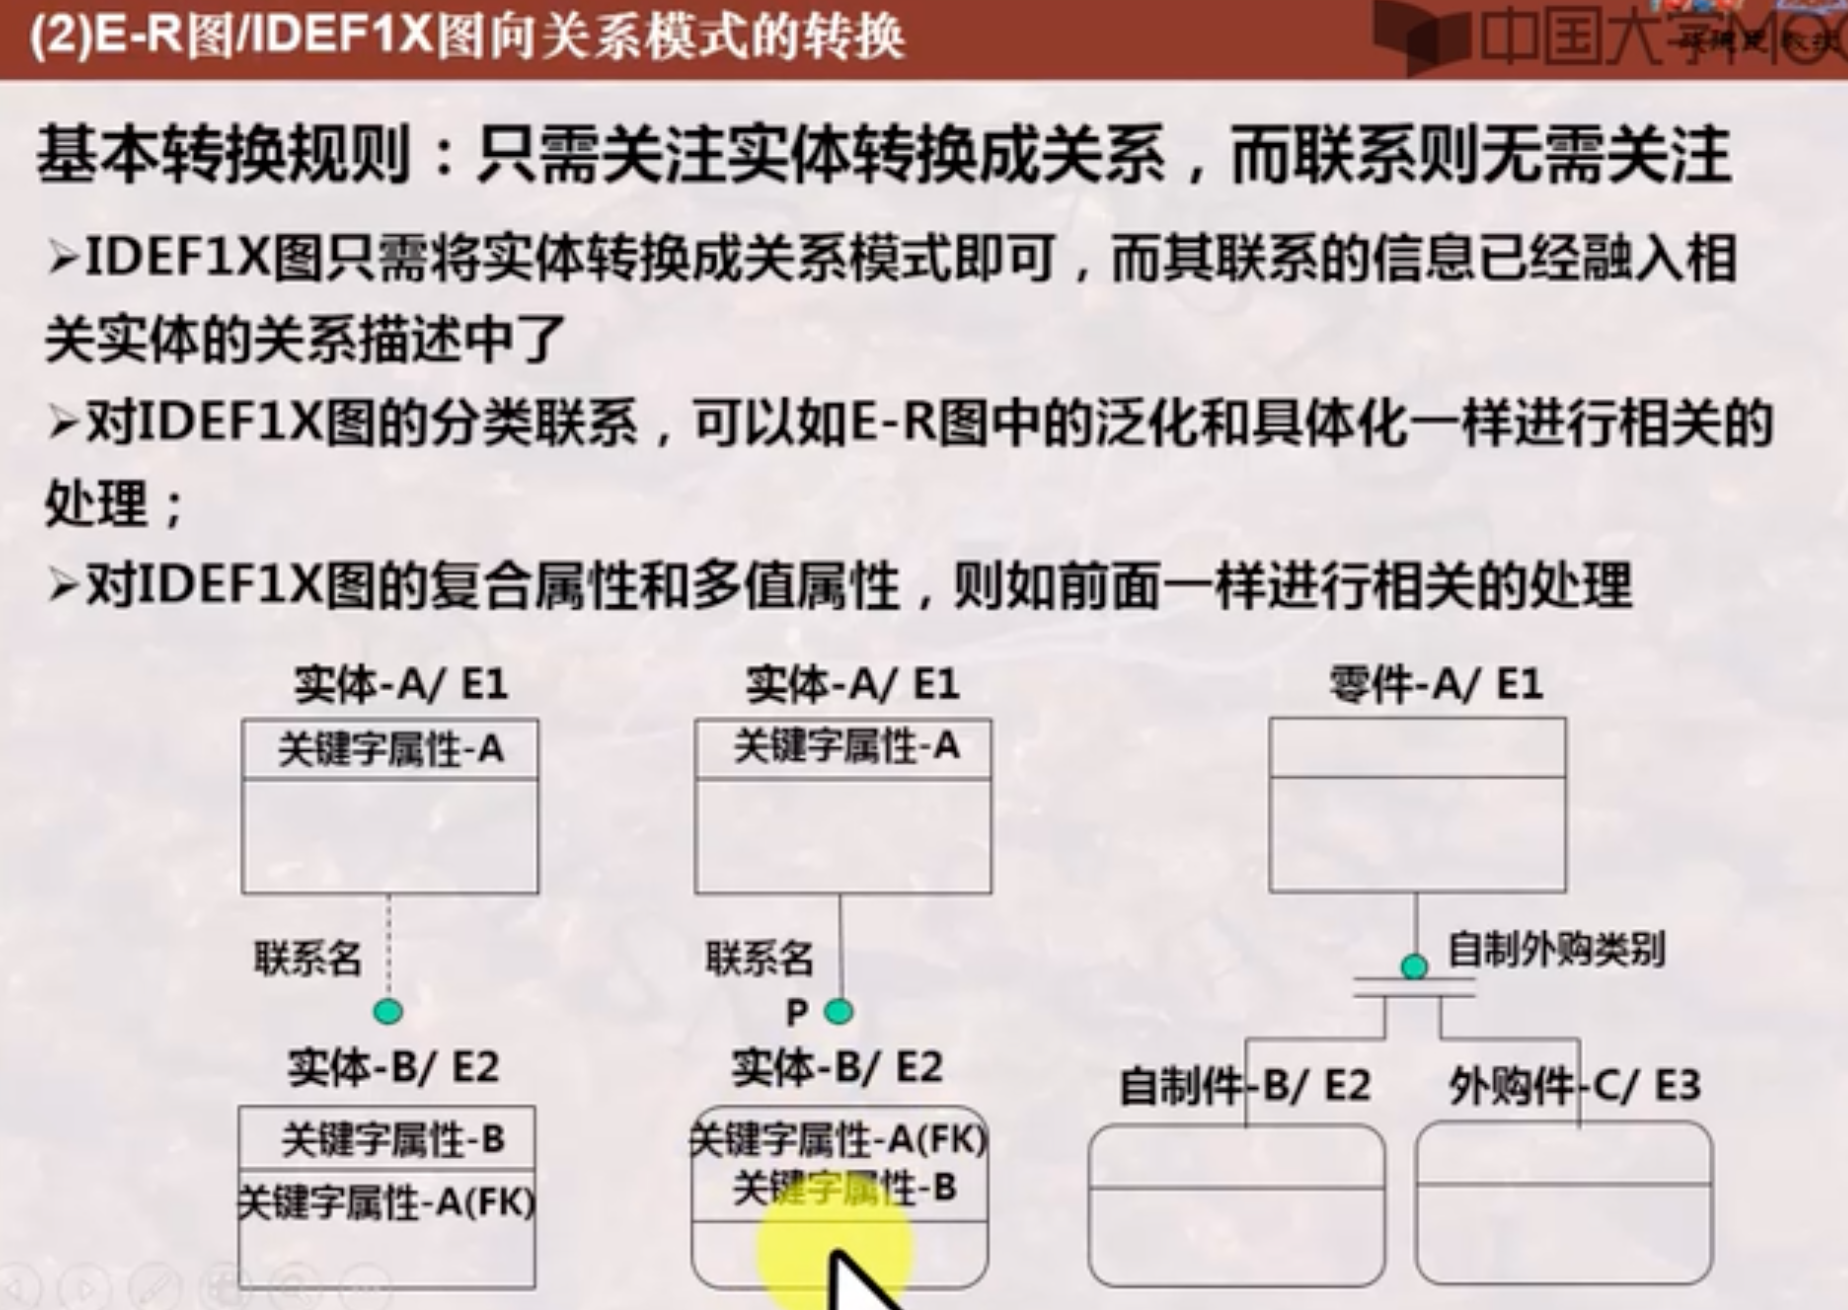 (2)E-R图/IDEF1X图向关系模式的转换
中国大学MO
基本转换规则：只需关注实体转换成关系，而联系则无需关注
➢IDEF1X图只需将实体转换成关系模式即可，而其联系的信息已经融入相
关实体的关系描述中了
➢对IDEF1X图的分类联系，可以如E-R图中的泛化和具体化一样进行相关的
处理；
➢对IDEF1X图的复合属性和多值属性，则如前面一样进行相关的处理
实体-A/ E1
关键字属性-A
联系名
实体-B/ E2
关键字属性-B
关键字属性-A(FK)
实体-A/ E1
关键字属性-A
联系名
P
实体-B/ E2
关键字属性-A(FK)
关键字属性-B
零件-A/ E1
自制外购类别
自制件-B/ E2
外购件-C/ E3